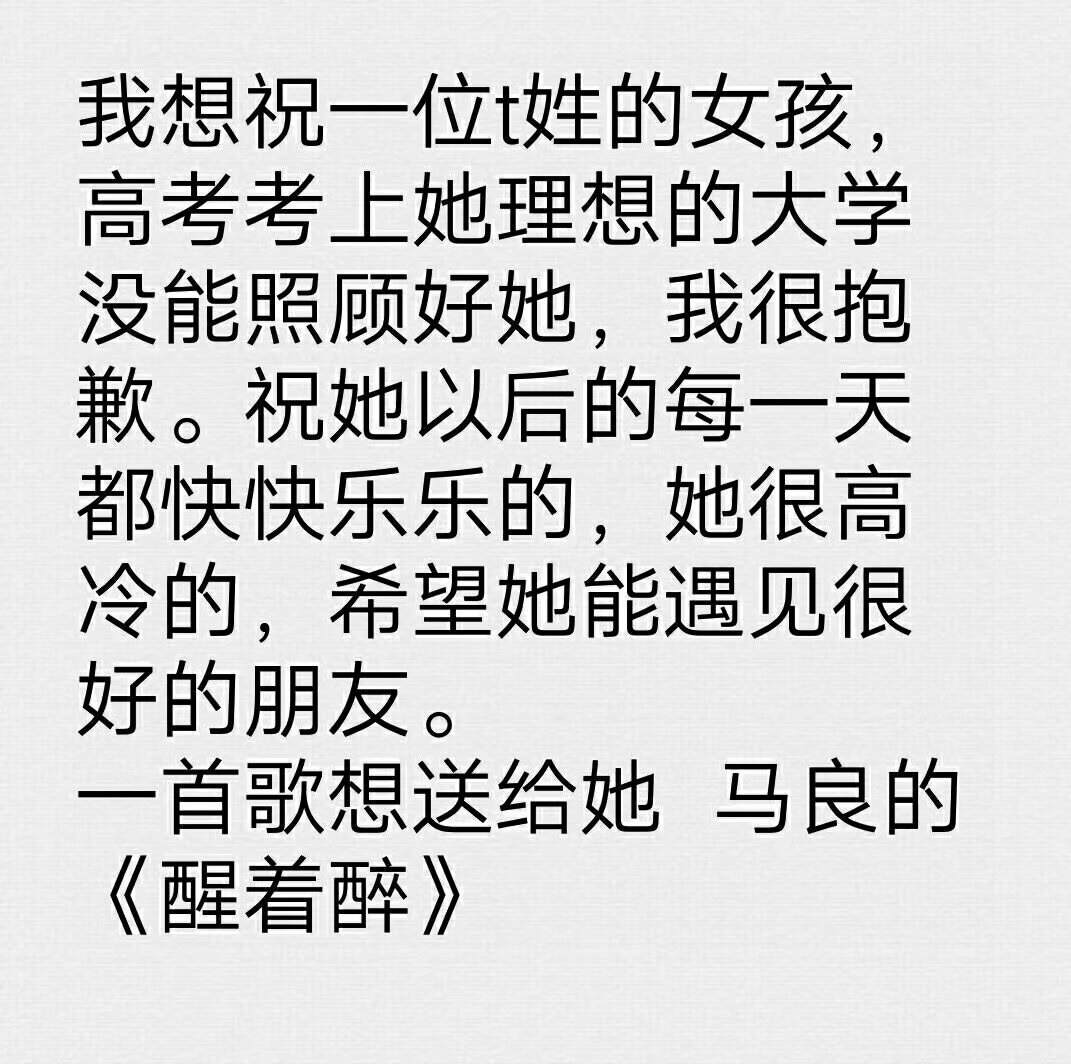 我想祝一位t姓的女孩，
高考考上她理想的大学
没能照顾好她，我很抱
歉。祝她以后的每一天
都快快乐乐的，她很高
冷的，希望她能遇见很
好的朋友。
一首歌想送给她 马良的
《醒着醉》